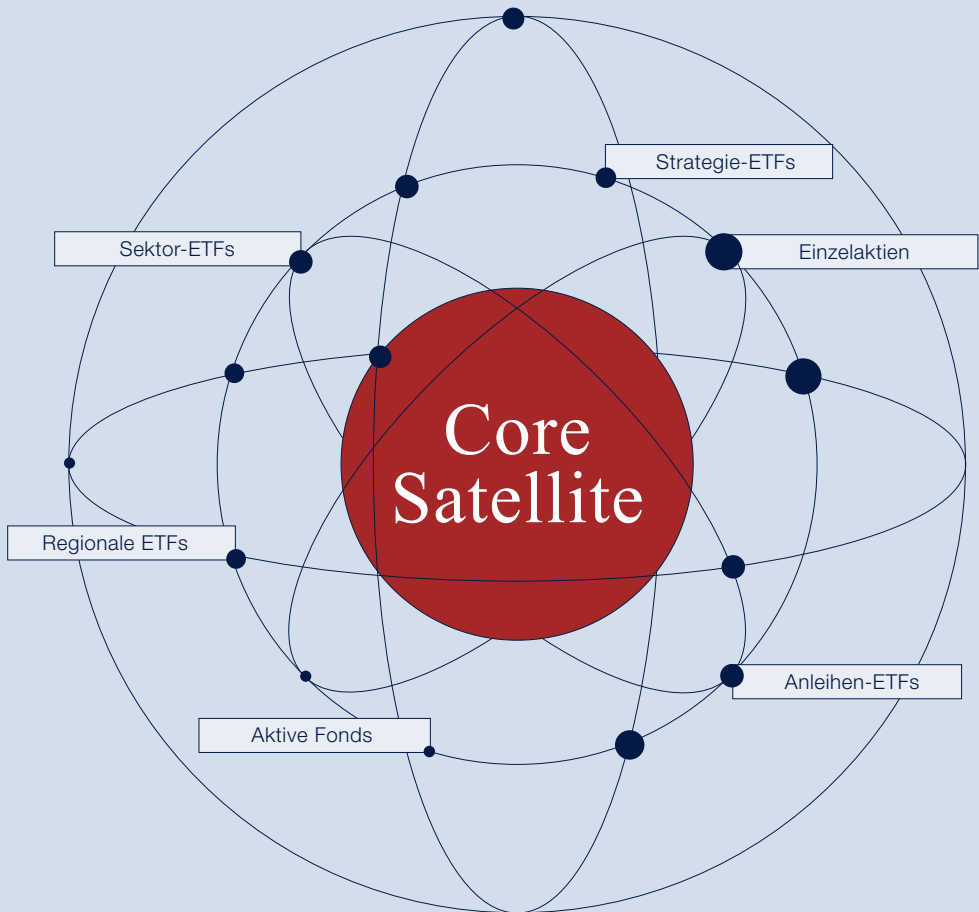 Strategie-ETFs
Sektor-ETFs
Einzelaktien
Core
Satellite
Regionale ETFs
Anleihen-ETFs
Aktive Fonds